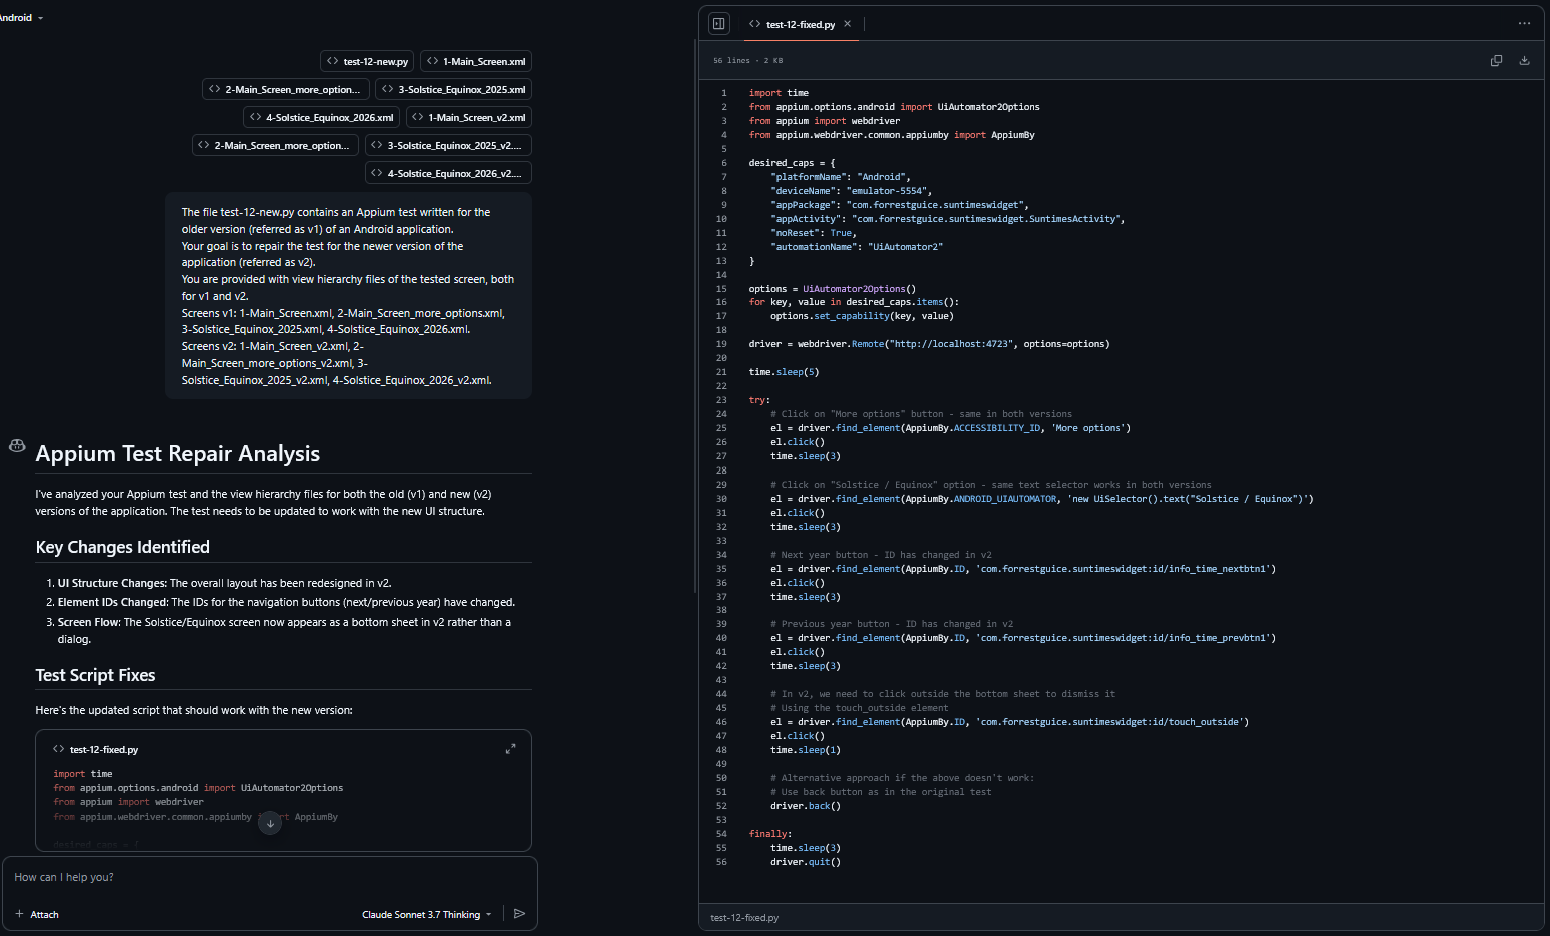 Android
test-12-new.py
1-Main_Screen.xml
2-Main_Screen_more_option...
3-Solstice_Equinox_2025.xml
4-Solstice_Equinox_2026.xml
1-Main_Screen_v2.xml
2-Main_Screen_more_option...
3-Solstice_Equinox_2025_v2....
4-Solstice_Equinox_2026_v2....
The file test-12-new.py contains an Appium test written for the
older version (referred as v1) of an Android application.
Your goal is to repair the test for the newer version of the
application (referred as v2).
You are provided with view hierarchy files of the tested screen, both
for v1 and v2.
Screens v1: 1-Main_Screen.xml, 2-Main_Screen_more_options.xml,
3-Solstice_Equinox_2025.xml, 4-Solstice_Equinox_2026.xml.
Screens v2: 1-Main_Screen_v2.xml, 2-
Main_Screen_more_options_v2.xml, 3-
Solstice_Equinox_2025_v2.xml, 4-Solstice_Equinox_2026_v2.xml.
Appium Test Repair Analysis
I've analyzed your Appium test and the view hierarchy files for both the old (v1) and new (v2)
versions of the application. The test needs to be updated to work with the new UI structure.
Key Changes Identified
1. UI Structure Changes: The overall layout has been redesigned in v2.
2. Element IDs Changed: The IDs for the navigation buttons (next/previous year) have changed.
3. Screen Flow: The Solstice/Equinox screen now appears as a bottom sheet in v2 rather than a
dialog.
Test Script Fixes
Here's the updated script that should work with the new version:
test-12-fixed.py
import time
from appium.options.android import UiAutomator2Options
from appium import webdriver
from appium.webdriver.common.appiumby import AppiumBy
desired_caps = {
How can I help you?
+ Attach
Claude Sonnet 3.7 Thinking
test-12-fixed.py
56 lines · 2 KB
1 import time
2 from appium.options.android import UiAutomator2Options
3 from appium import webdriver
4 from appium.webdriver.common.appiumby import AppiumBy
5
6 desired_caps = {
7 "platformName": "Android",
8 "deviceName": "emulator-5554",
9 "appPackage": "com.forrestguice.suntimeswidget",
10 "appActivity": "com.forrestguice.suntimeswidget.SuntimesActivity",
11 "noReset": True,
12 "automationName": "UiAutomator2"
13 }
14
15 options = UiAutomator2Options()
16 for key, value in desired_caps.items():
17 options.set_capability(key, value)
18
19 driver = webdriver.Remote("http://localhost:4723", options=options)
20
21 time.sleep(5)
22
23 try:
24 # Click on "More options" button - same in both versions
25 el = driver.find_element(AppiumBy.ACCESSIBILITY_ID, 'More options')
26 el.click()
27 time.sleep(3)
28
29 # Click on "Solstice / Equinox" option - same text selector works in both versions
30 el = driver.find_element(AppiumBy.ANDROID_UIAUTOMATOR, 'new UiSelector().text("Solstice / Equinox")')
31 el.click()
32 time.sleep(3)
33
34 # Next year button - ID has changed in v2
35 el = driver.find_element(AppiumBy.ID, 'com.forrestguice.suntimeswidget:id/info_time_nextbtn1')
36 el.click()
37 time.sleep(3)
38
39 # Previous year button - ID has changed in v2
40 el = driver.find_element(AppiumBy.ID, 'com.forrestguice.suntimeswidget:id/info_time_prevbtn1')
41 el.click()
42 time.sleep(3)
43
44 # In v2, we need to click outside the bottom sheet to dismiss it
45 # Using the touch_outside element
46 el = driver.find_element(AppiumBy.ID, 'com.forrestguice.suntimeswidget:id/touch_outside')
47 el.click()
48 time.sleep(1)
49
50 # Alternative approach if the above doesn't work:
51 # Use back button as in the original test
52 driver.back()
53
54 finally:
55 time.sleep(3)
56 driver.quit()
test-12-fixed.py